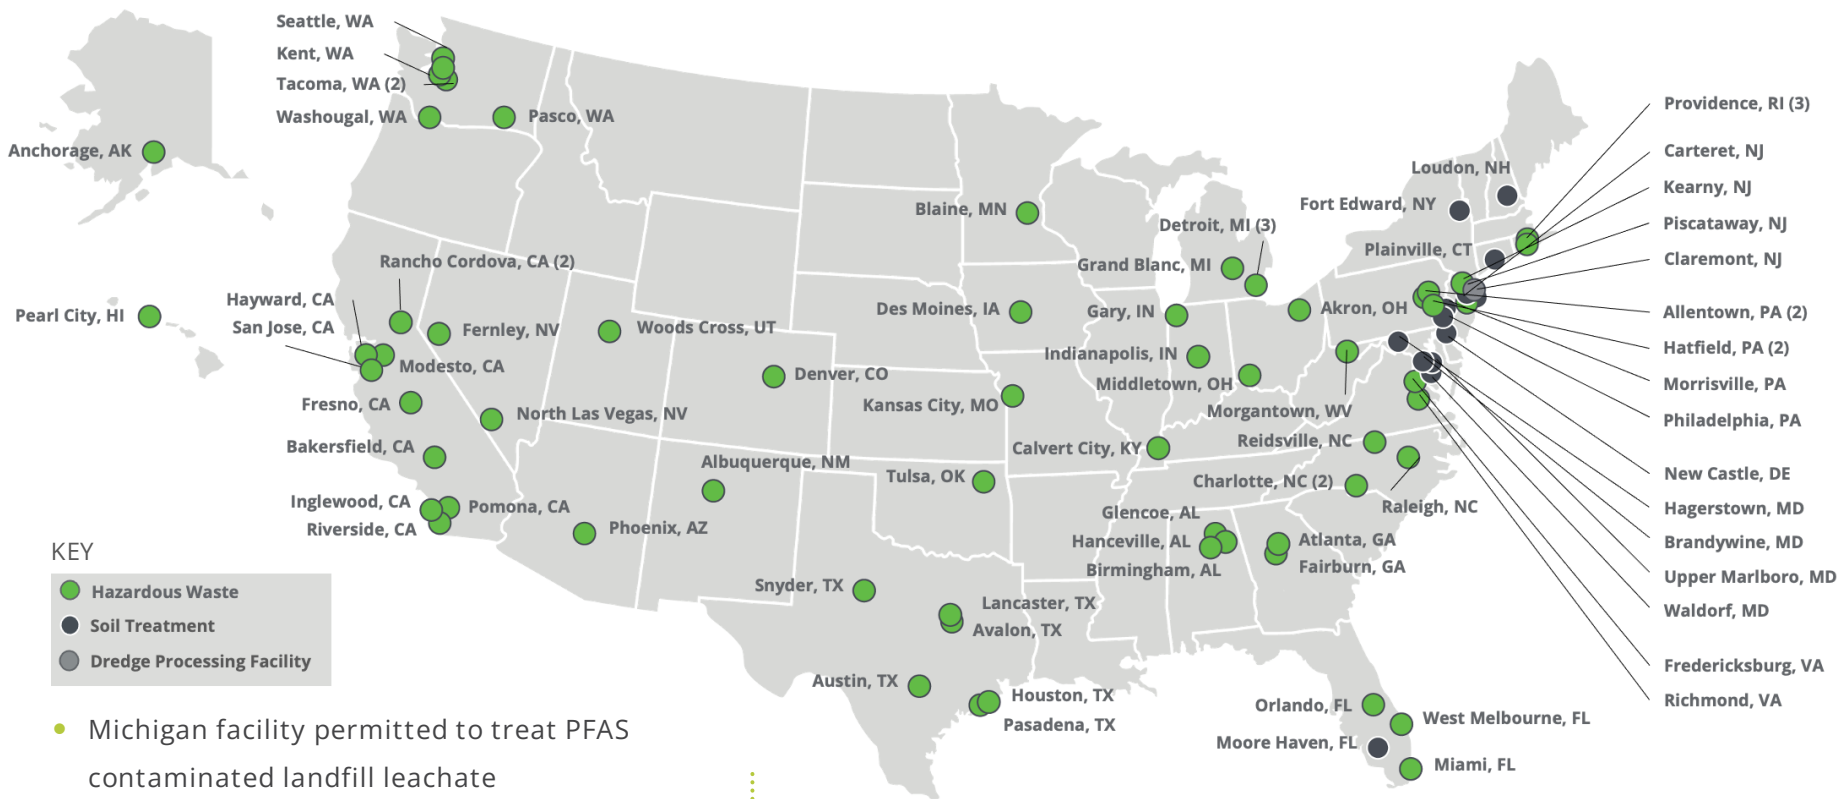 Seattle, WA
Kent, WA
Tacoma, WA (2)
Washougal, WA
Pasco, WA
Anchorage, AK
Pearl City, HI
Rancho Cordova, CA (2)
Hayward, CA
San Jose, CA
Fernley, NV
Woods Cross, UT
Modesto, CA
Denver, CO
Fresno, CA
North Las Vegas, NV
Bakersfield, CA
Albuquerque, NM
Inglewood, CA
Pomona, CA
Riverside, CA
Phoenix, AZ
Blaine, MN
Des Moines, IA
Kansas City, MO
Tulsa, OK
Snyder, TX
Lancaster, TX
Avalon, TX
Austin, TX
Houston, TX
Pasadena, TX
Detroit, MI (3)
Grand Blanc, MI
Gary, IN
Akron, OH
Indianapolis, IN
Middletown, OH
Morgantown, WV
Calvert City, KY
Reidsville, NC
Charlotte, NC (2)
Raleigh, NC
Glencoe, AL
Hanceville, AL
Birmingham, AL
Atlanta, GA
Fairburn, GA
Orlando, FL
West Melbourne, FL
Moore Haven, FL
Miami, FL
Loudon, NH
Fort Edward, NY
Plainville, CT
Providence, RI (3)
Carteret, NJ
Kearny, NJ
Piscataway, NJ
Claremont, NJ
Allentown, PA (2)
Hatfield, PA (2)
Morrisville, PA
Philadelphia, PA
New Castle, DE
Hagerstown, MD
Brandywine, MD
Upper Marlboro, MD
Waldorf, MD
Fredericksburg, VA
Richmond, VA
KEY
Hazardous Waste
Soil Treatment
Dredge Processing Facility
• Michigan facility permitted to treat PFAS
contaminated landfill leachate